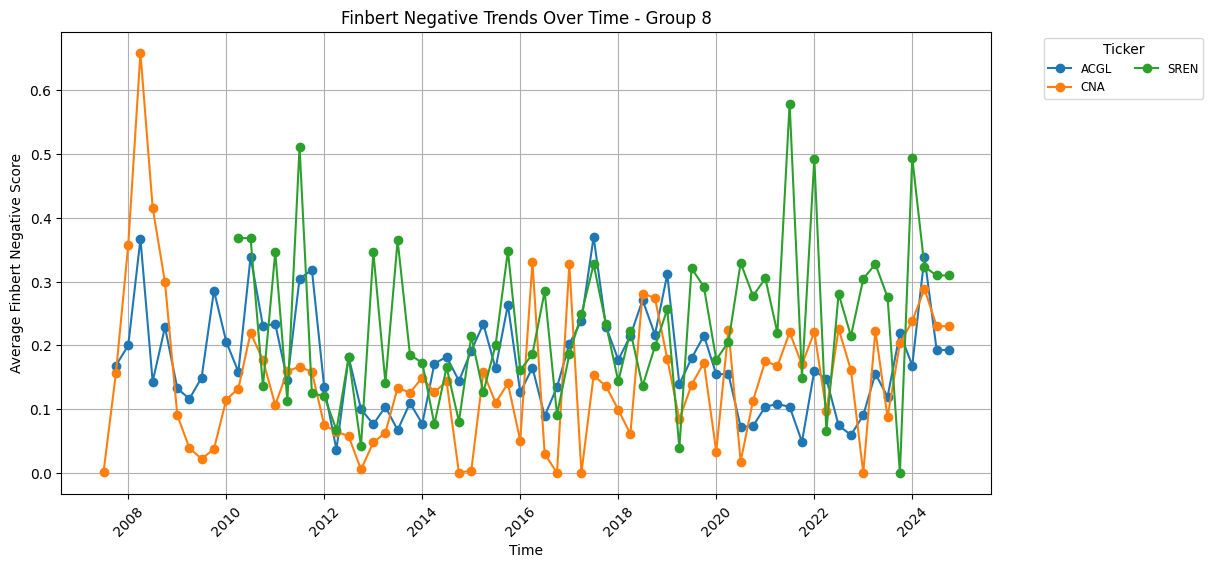 Finbert Negative Trends Over Time - Group 8
Ticker
ACGL
SREN
CNA
Average Finbert Negative Score
0.6
0.5
0.4
0.3
0.2
0.1
0.0
2008
2010
2012
2014
2016
2018
2020
2022
2024
Time